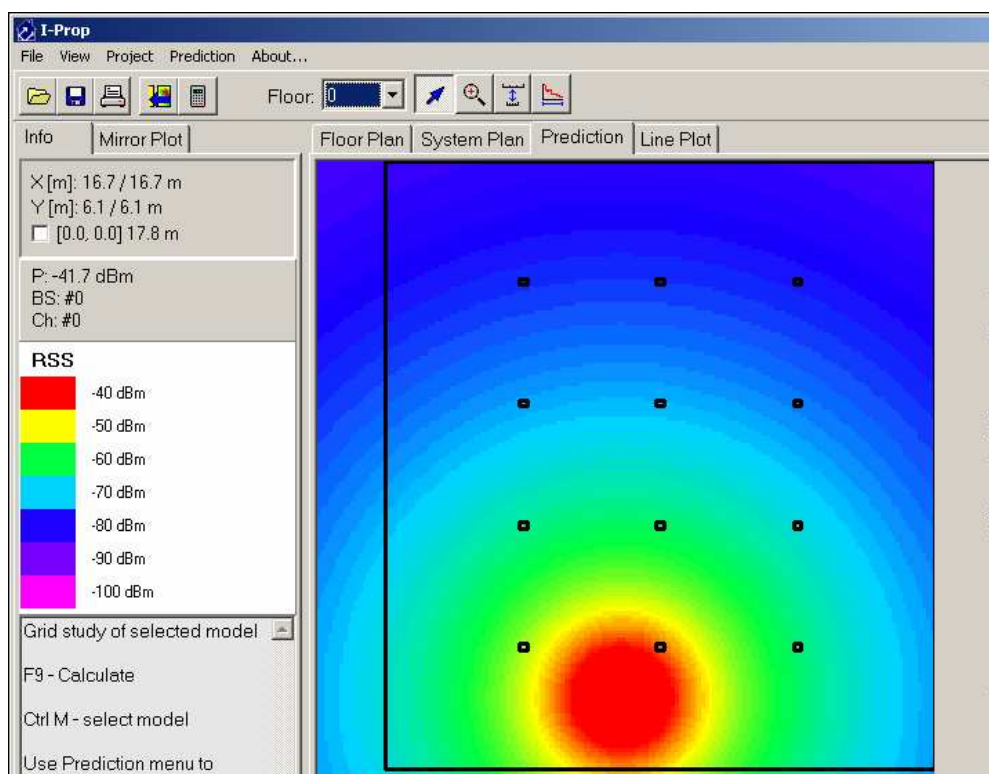 I-Prop
File View Project Prediction About...
Floor: 0
Info Mirror Plot
Floor Plan System Plan Prediction Line Plot
X [m]: 16.7 / 16.7 m
Y [m]: 6.1 / 6.1 m
[0.0, 0.0] 17.8 m
P: -41.7 dBm
BS: #0
Ch: #0
RSS
-40 dBm
-50 dBm
-60 dBm
-70 dBm
-80 dBm
-90 dBm
-100 dBm
Grid study of selected model
F9 - Calculate
Ctrl M - select model
Use Prediction menu to